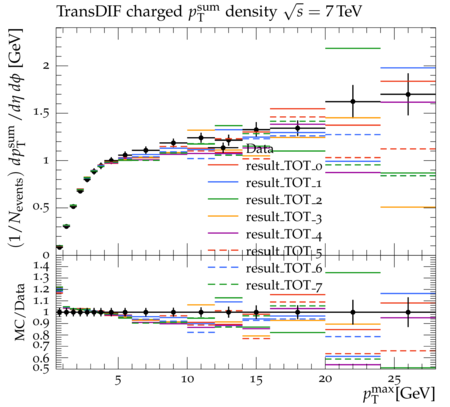 TransDIF charged p_T^sum density √s = 7 TeV
(1/N_events) dp_T^sum/dη dϕ [GeV]
2
1.5
1
0.5
0
Data
result_TOT_0
result_TOT_1
result_TOT_2
result_TOT_3
result_TOT_4
result_TOT_5
result_TOT_6
result_TOT_7
MC/Data
1.4
1.3
1.2
1.1
1
0.9
0.8
0.7
0.6
0.5
5 10 15 20 25
p_T^max[GeV]